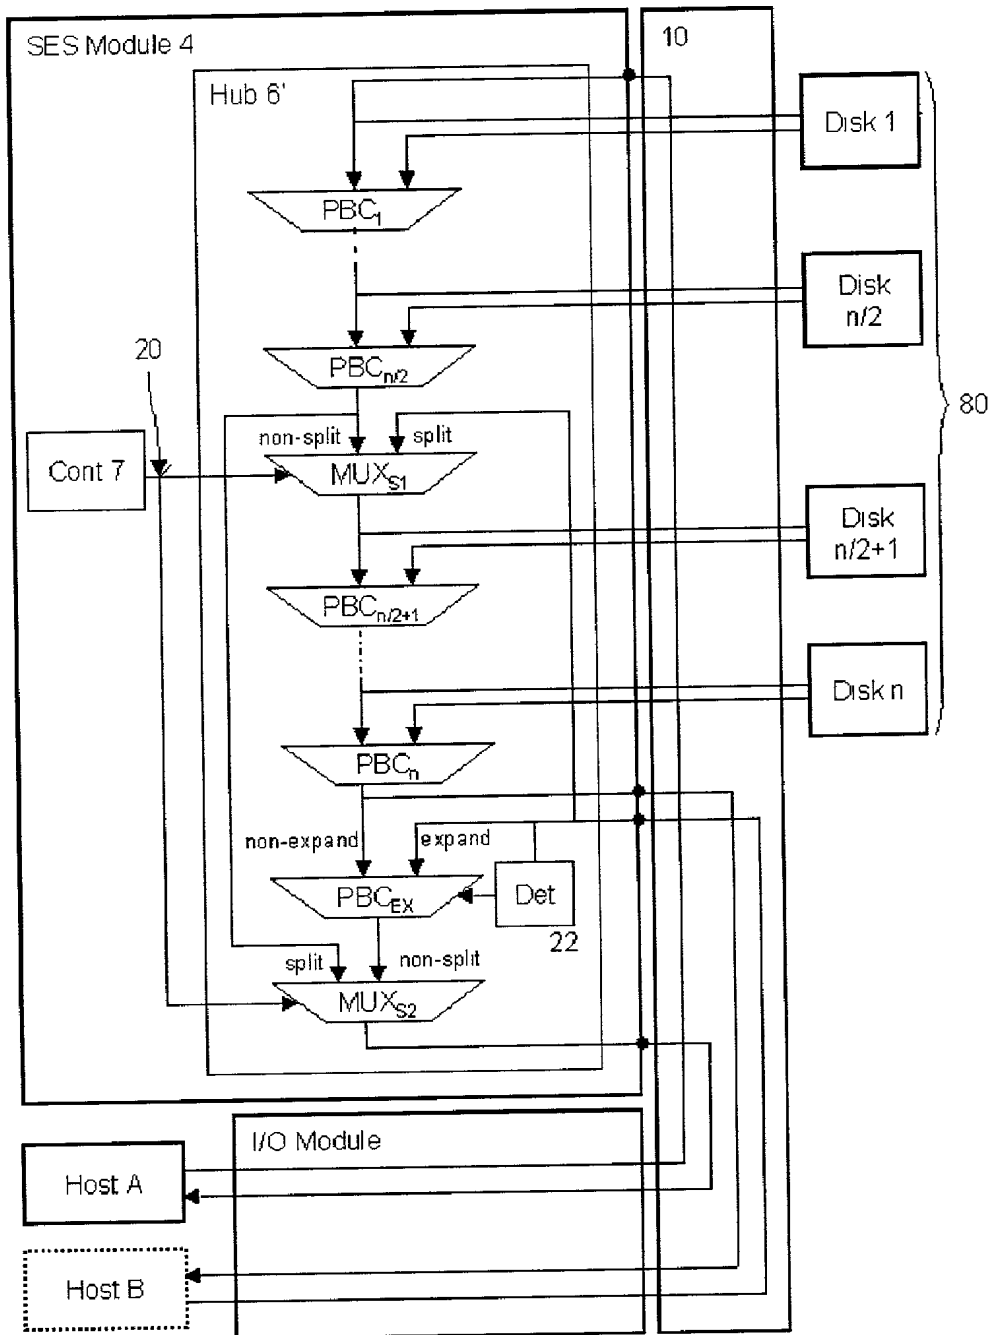 SES Module 4
10
Hub 6'
Disk 1
PBC1
Disk
n/2
20
PBCn/2
80
non-split
split
Cont 7
MUXS1
Disk
n/2+1
PBCn/2+1
Disk n
PBCn
non-expand
expand
PBCEX
Det
22
split
non-split
MUXS2
I/O Module
Host A
Host B